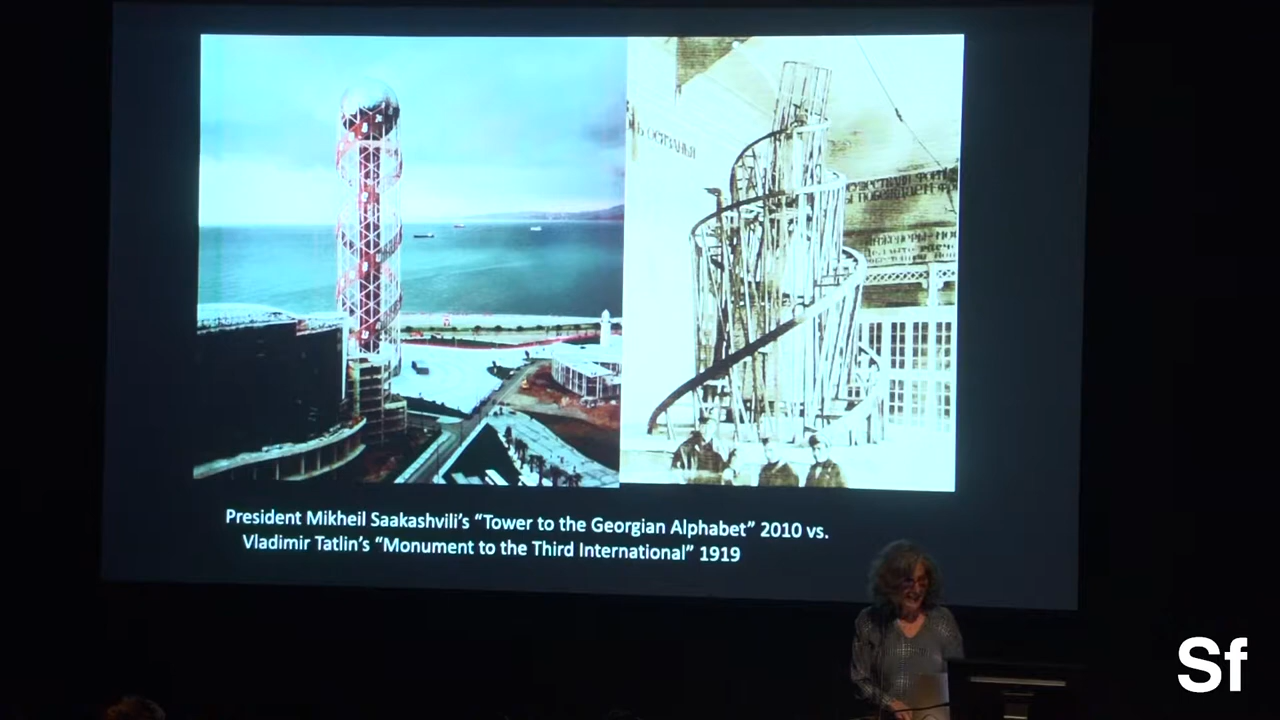 President Mikheil Saakashvili's “Tower to the Georgian Alphabet” 2010 vs.
Vladimir Tatlin's “Monument to the Third International” 1919
Sf